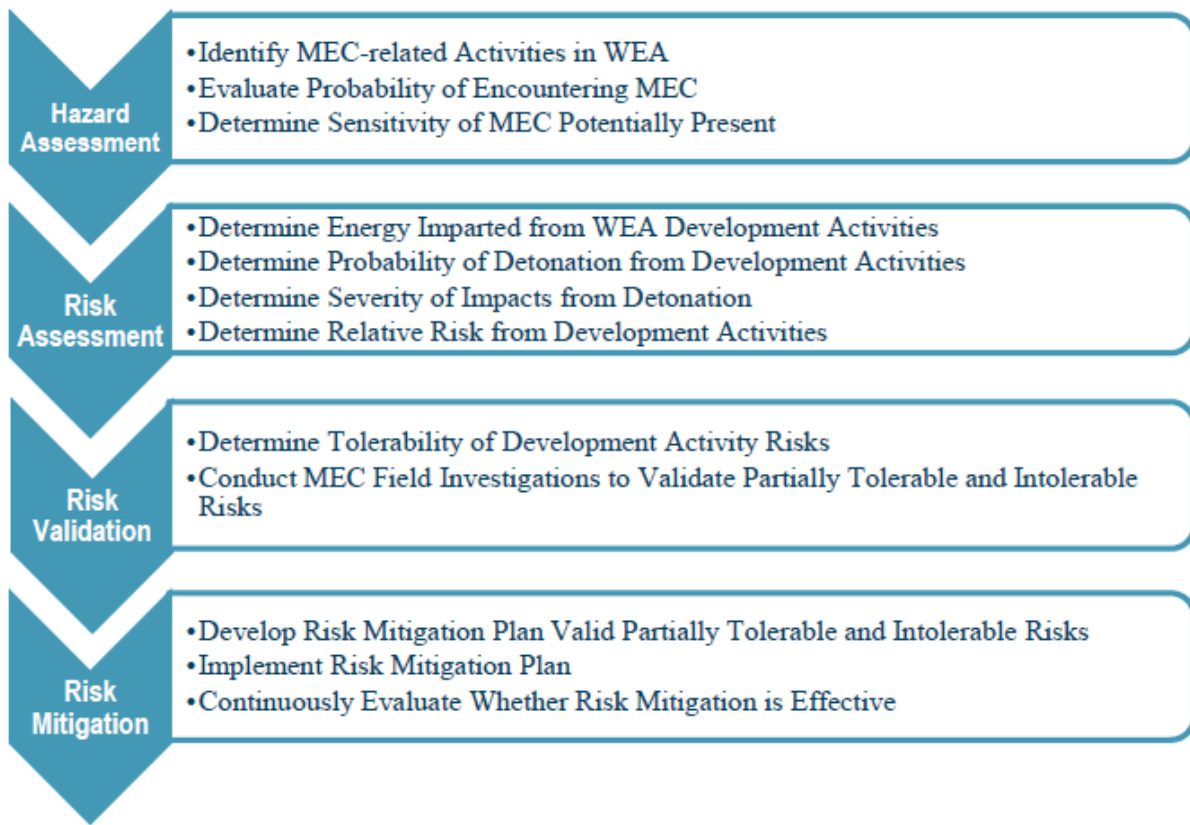 Hazard
Assessment
•Identify MEC-related Activities in WEA
•Evaluate Probability of Encountering MEC
•Determine Sensitivity of MEC Potentially Present
Risk
Assessment
•Determine Energy Imparted from WEA Development Activities
•Determine Probability of Detonation from Development Activities
•Determine Severity of Impacts from Detonation
•Determine Relative Risk from Development Activities
Risk
Validation
•Determine Tolerability of Development Activity Risks
•Conduct MEC Field Investigations to Validate Partially Tolerable and Intolerable
Risks
Risk
Mitigation
•Develop Risk Mitigation Plan Valid Partially Tolerable and Intolerable Risks
•Implement Risk Mitigation Plan
•Continuously Evaluate Whether Risk Mitigation is Effective